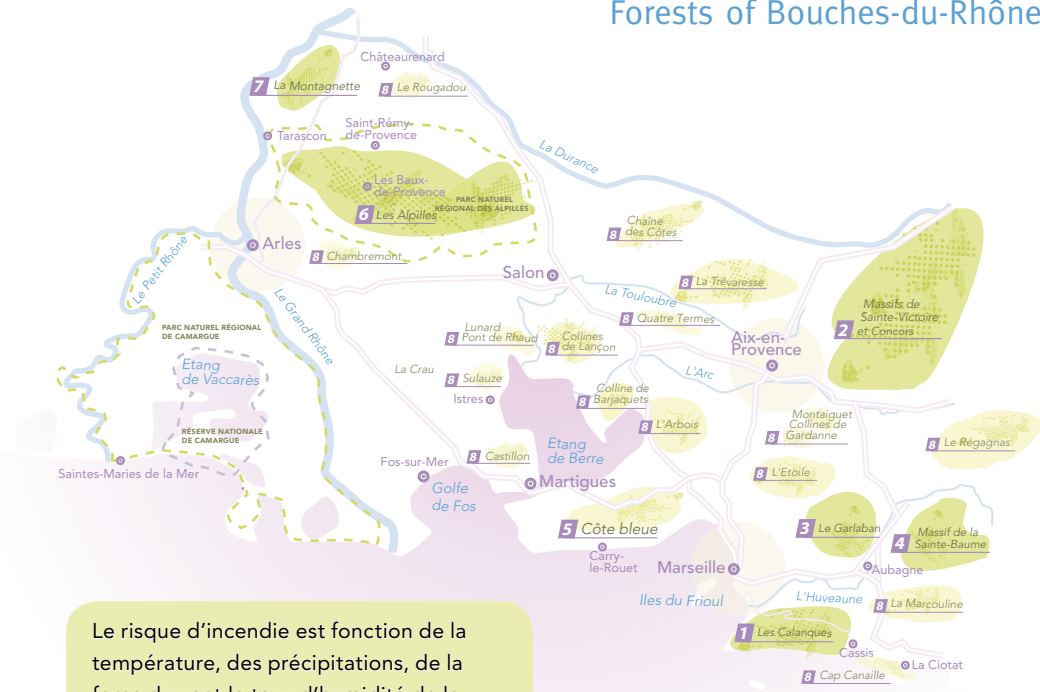 Forests of Bouches-du-Rhône
Châteaurenard
7 La Montagnette
8 Le Rougadou
Saint-Rémy-
de-Provence
Tarascon
La Durance
Les Baux-
de-Provence
PARC NATUREL
RÉGIONAL DES ALPILLES
6 Les Alpilles
Chaîne
8 des Côtes
Arles
8 Chambremont
Le Petit Rhône
Salon
8 La Trévaresse
La Touloubre
Le Grand Rhône
Massifs de
Sainte-Victoire
2 et Concors
8 Quatre Termes
PARC NATUREL RÉGIONAL
DE CAMARGUE
Lunard
8 Pont de Rhaud
Collines
8 de Lançon
Aix-en-
Provence
Etang
de Vaccarès
La Crau
8 Sulauze
L'Arc
Colline de
8 Barjaquets
Istres
RÉSERVE NATIONALE
DE CAMARGUE
8 L'Arbois
Montaiguet
Collines de
8 Gardanne
8 Le Régagnas
Etang
de Berre
Saintes-Maries de la Mer
Fos-sur-Mer
8 Castillon
8 L'Etoile
Golfe
de Fos
Martigues
5 Côte bleue
3 Le Garlaban
Massif de la
4 Sainte-Baume
Carry-
le-Rouet
Marseille
Aubagne
Iles du Frioul
L'Huveaune
8 La Marcouline
1 Les Calanques
Cassis
La Ciotat
8 Cap Canaille
Le risque d'incendie est fonction de la
température, des précipitations, de la